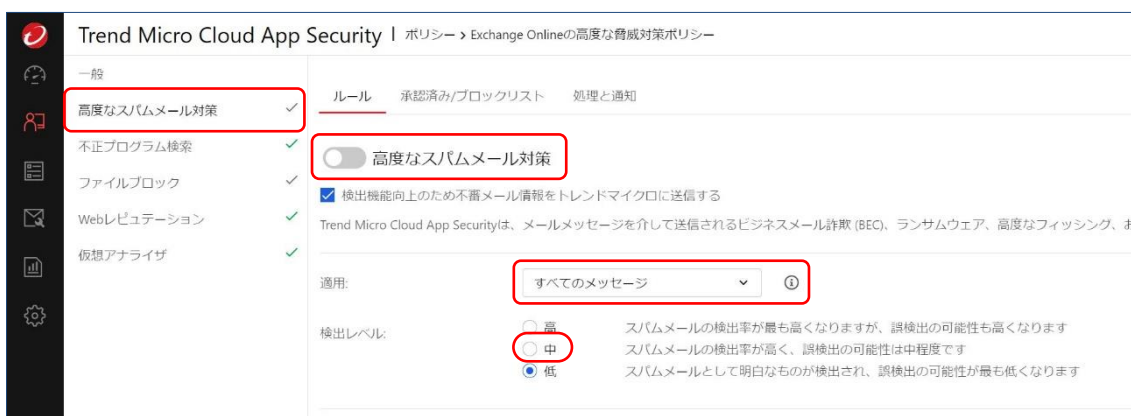 Trend Micro Cloud App Security | ポリシー > Exchange Onlineの高度な脅威対策ポリシー
一般
高度なスパムメール対策
不正プログラム検索
ファイルブロック
Webレピュテーション
仮想アナライザ
ルール 承認済み/ブロックリスト 処理と通知
高度なスパムメール対策
検出機能向上のため不審メール情報をトレンドマイクロに送信する
Trend Micro Cloud App Securityは、メールメッセージを介して送信されるビジネスメール詐欺 (BEC)、ランサムウェア、高度なフィッシング、お
適用: すべてのメッセージ
検出レベル: 高 スパムメールの検出率が最も高くなりますが、誤検出の可能性も高くなります
中 スパムメールの検出率が高く、誤検出の可能性は中程度です
低 スパムメールとして明白なものが検出され、誤検出の可能性が最も低くなります